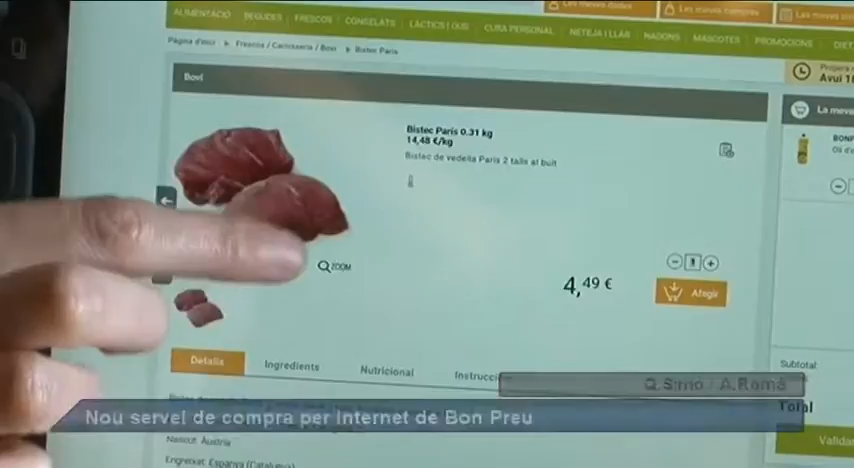 Les meves dades
Les meves compres
ALIMENTACIÓ BEGUDES FRESCOS CONGELATS LÀCTICS I OUS CURA PERSONAL NETEJA I LLAR NADONS MASCOTES PROMOCIONS
Pàgina d'inici ▶ Frescos / Carnisseria / Boví ▶ Bistec París
Avui
Boví
La meva
Bistec París 0.31 kg
14,48 €/kg
Bistec de vedella París 2 talls al buit
ZOOM
4,49 €
Afegir
Detalls Ingredients Nutricional
Subtotal:
Total
Nou servei de compra per Internet de Bon Preu
Nascut: Àustria
Engreixat: Espanya (Catalunya)